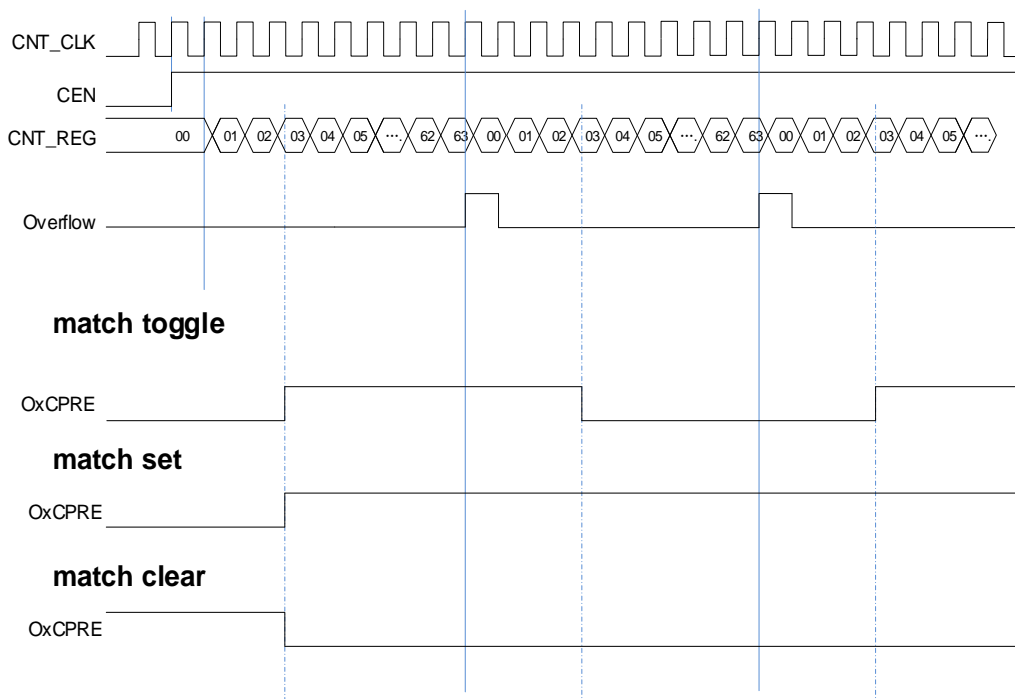 CNT_CLK
CEN
CNT_REG 00 01 02 03 04 05 ···. 62 63 00 01 02 03 04 05 ···. 62 63 00 01 02 03 04 05 ···.
Overflow
match toggle
OxCPRE
match set
OxCPRE
match clear
OxCPRE